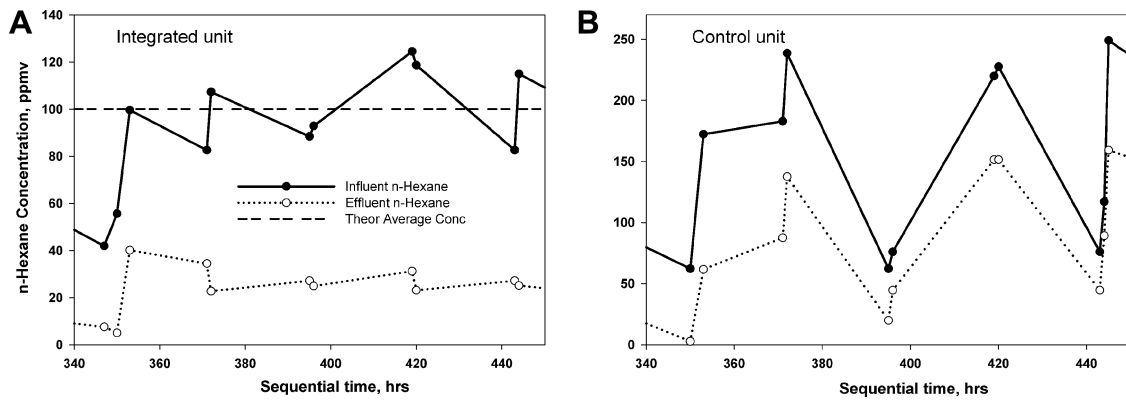 A
Integrated unit
n-Hexane Concentration, ppmv
140
120
100
80
60
40
20
0
Influent n-Hexane
Effluent n-Hexane
Theor Average Conc
340 360 380 400 420 440
Sequential time, hrs
B
Control unit
250
200
150
100
50
0
340 360 380 400 420 440
Sequential time, hrs